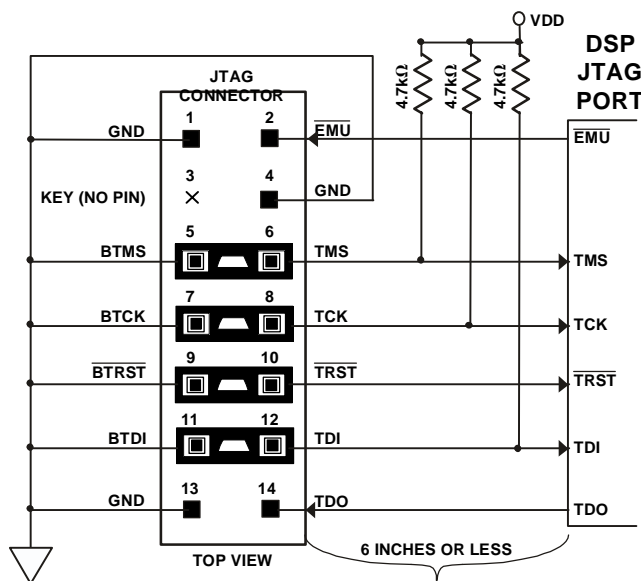 VDD
DSP
JTAG
PORT
4.7kΩ
4.7kΩ
4.7kΩ
JTAG
CONNECTOR
1
2
GND
EMU
EMU
3
4
KEY (NO PIN)
GND
5
6
BTMS
TMS
TMS
7
8
BTCK
TCK
TCK
9
10
BTRST
TRST
TRST
11
12
BTDI
TDI
TDI
13
14
GND
TDO
TDO
TOP VIEW
6 INCHES OR LESS